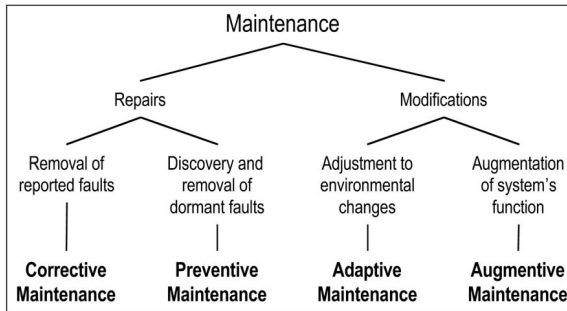 Maintenance
Repairs
Modifications
Removal of
reported faults
Discovery and
removal of
dormant faults
Adjustment to
environmental
changes
Augmentation
of system's
function
Corrective
Maintenance
Preventive
Maintenance
Adaptive
Maintenance
Augmentive
Maintenance